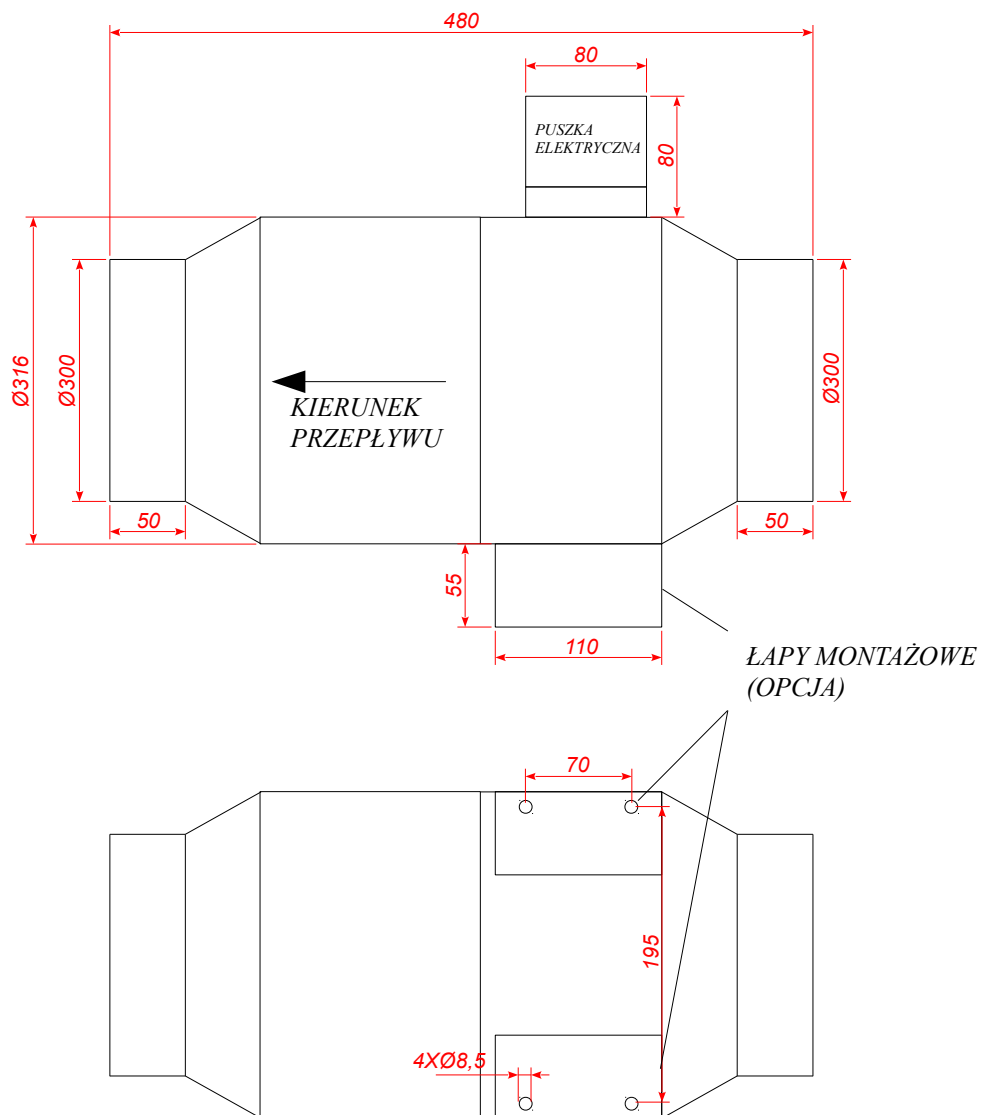 480
80
PUSZKA
ELEKTRYCZNA
80
Ø316
Ø300
Ø300
KIERUNEK
PRZEPŁYWU
50
50
55
110
ŁAPY MONTAŻOWE
(OPCJA)
70
195
4XØ8,5